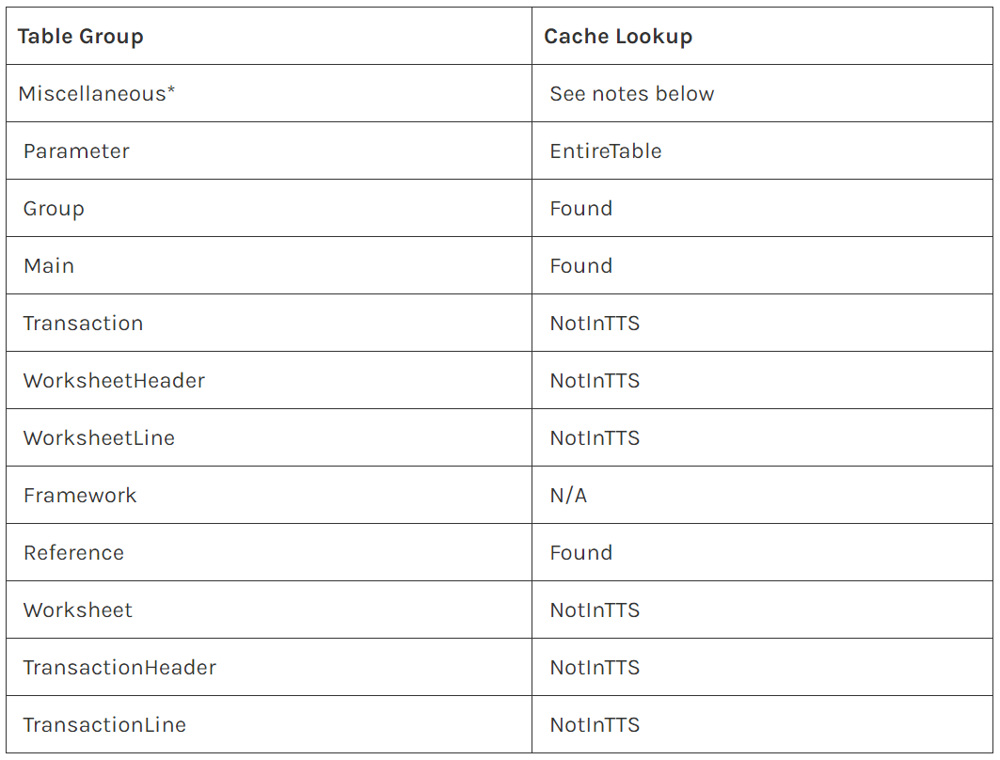 Table Group Cache Lookup
Miscellaneous* See notes below
Parameter EntireTable
Group Found
Main Found
Transaction NotInTTS
WorksheetHeader NotInTTS
WorksheetLine NotInTTS
Framework N/A
Reference Found
Worksheet NotInTTS
TransactionHeader NotInTTS
TransactionLine NotInTTS